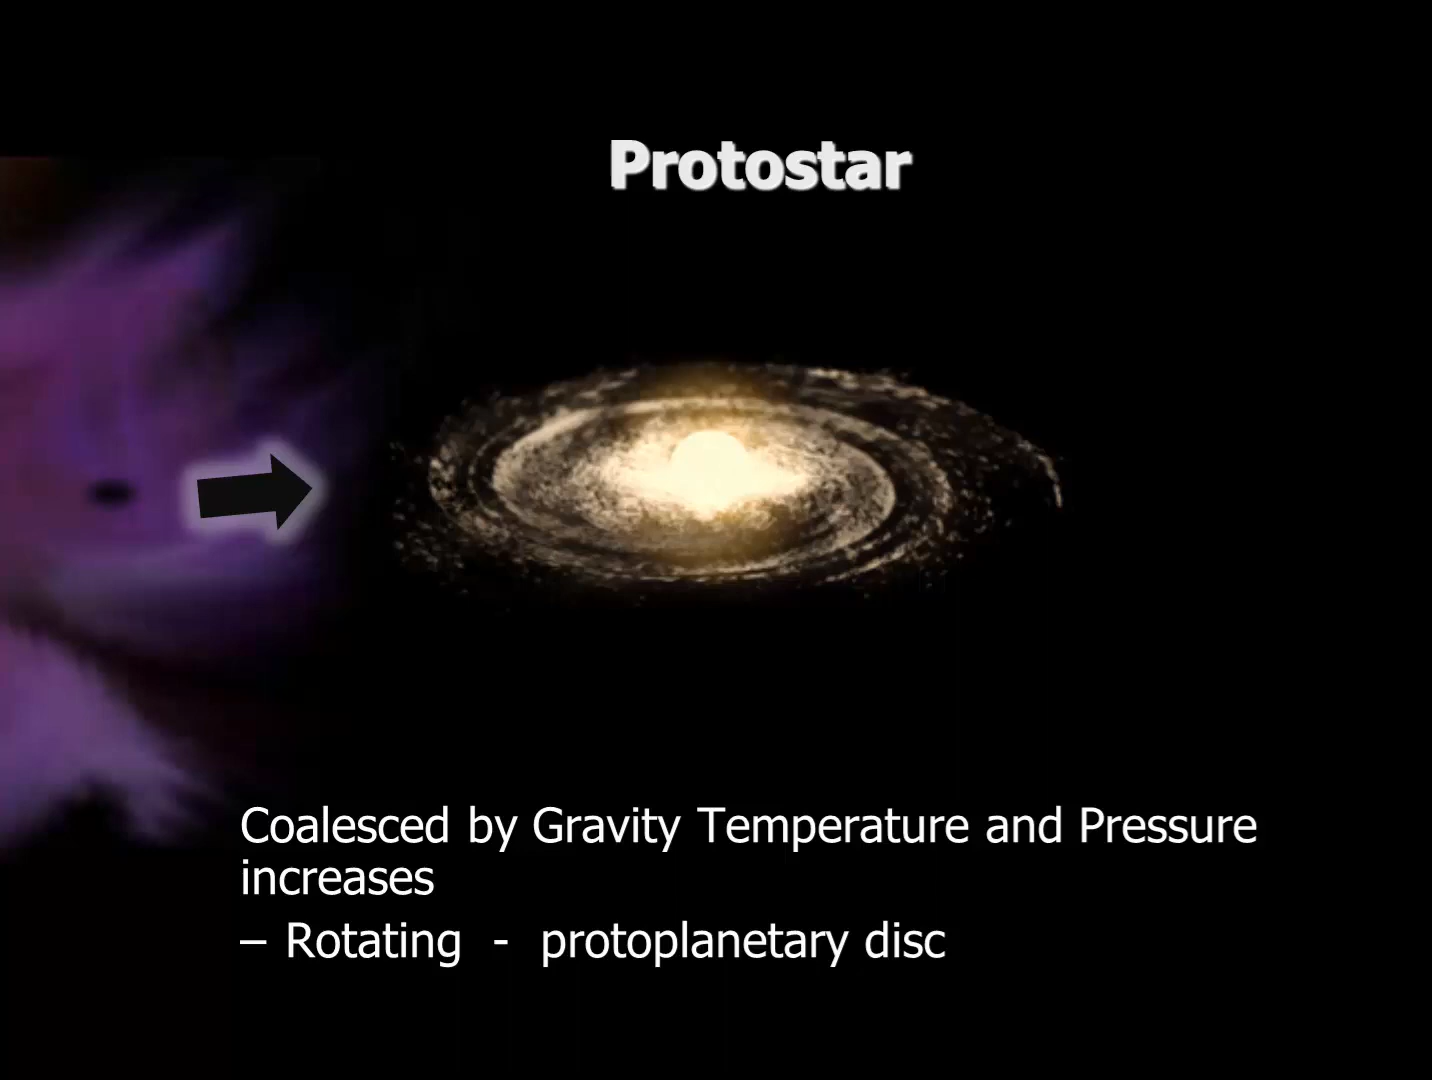 Protostar
Coalesced by Gravity Temperature and Pressure
increases
– Rotating - protoplanetary disc